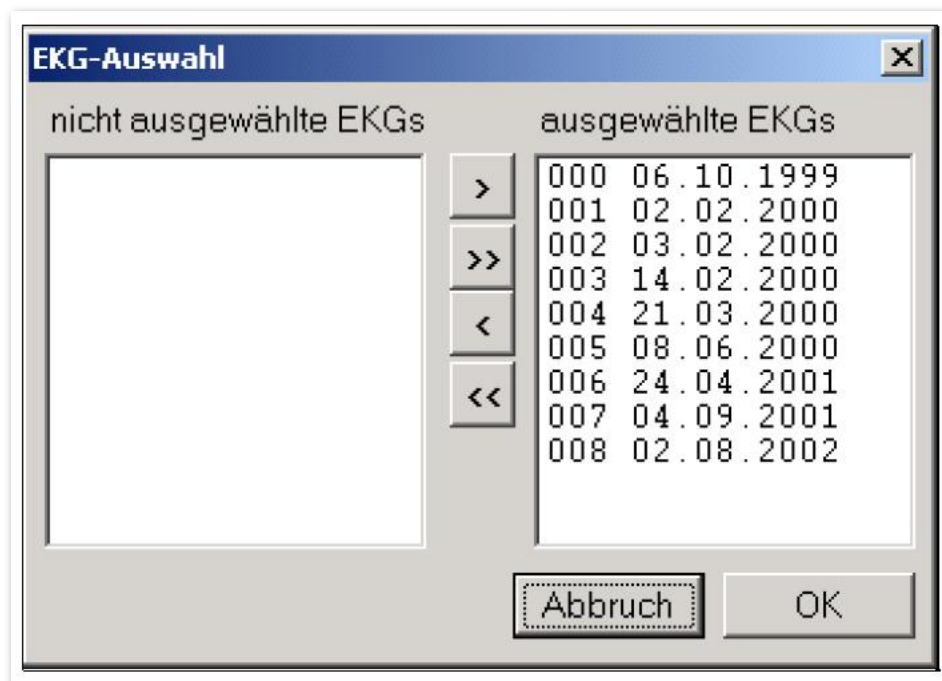 EKG-Auswahl
nicht ausgewählte EKGs
ausgewählte EKGs
>
>>
<
<<
000 06.10.1999
001 02.02.2000
002 03.02.2000
003 14.02.2000
004 21.03.2000
005 08.06.2000
006 24.04.2001
007 04.09.2001
008 02.08.2002
Abbruch
OK